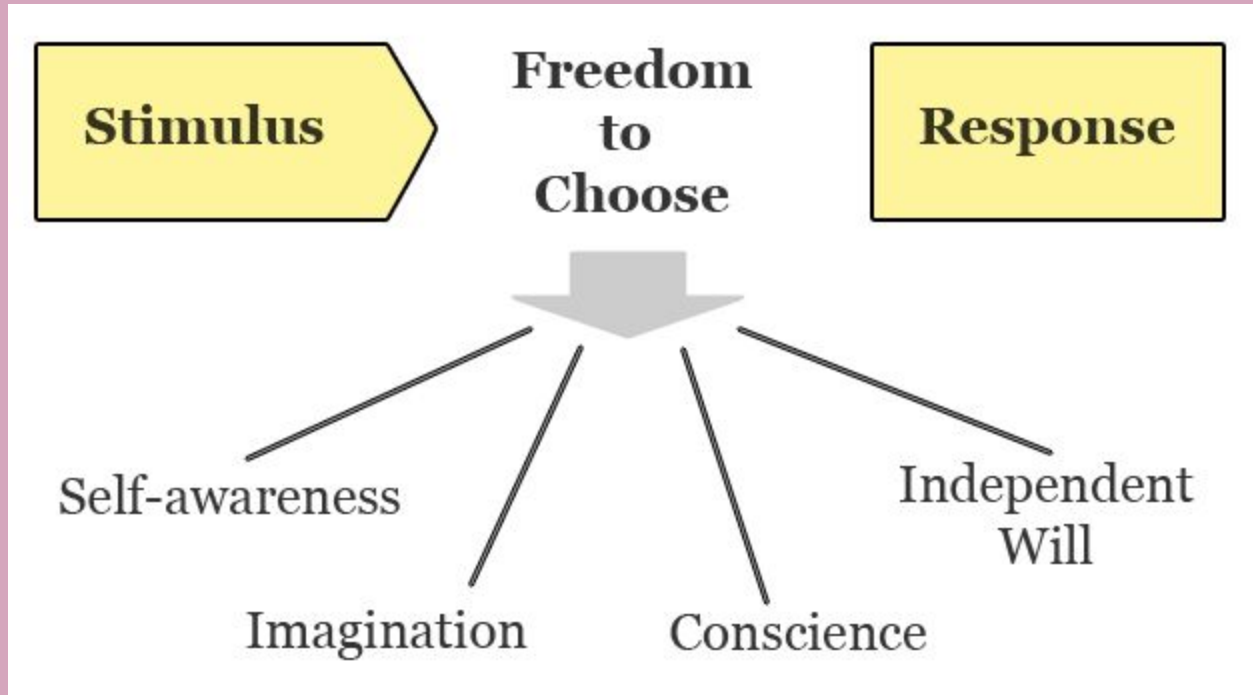 Stimulus
Freedom
to
Choose
Response
Self-awareness
Imagination
Conscience
Independent
Will